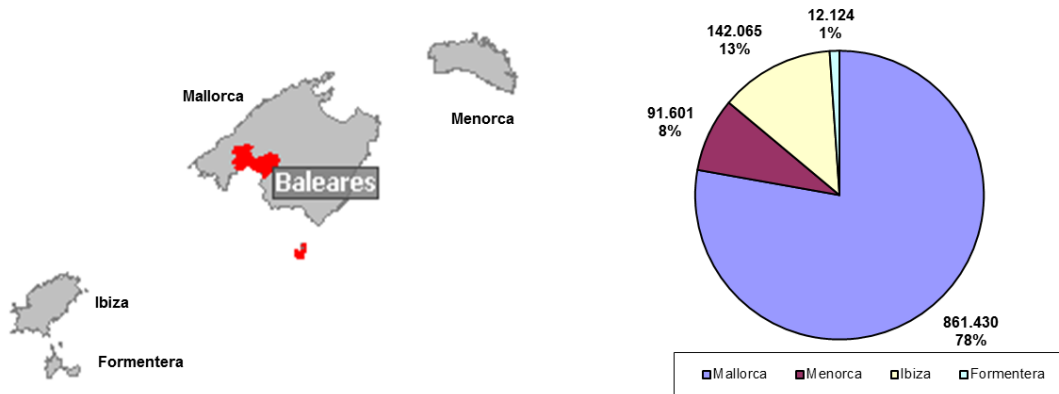 Mallorca
Menorca
Baleares
Ibiza
Formentera
12.124
1%
142.065
13%
91.601
8%
861.430
78%
Mallorca Menorca Ibiza Formentera